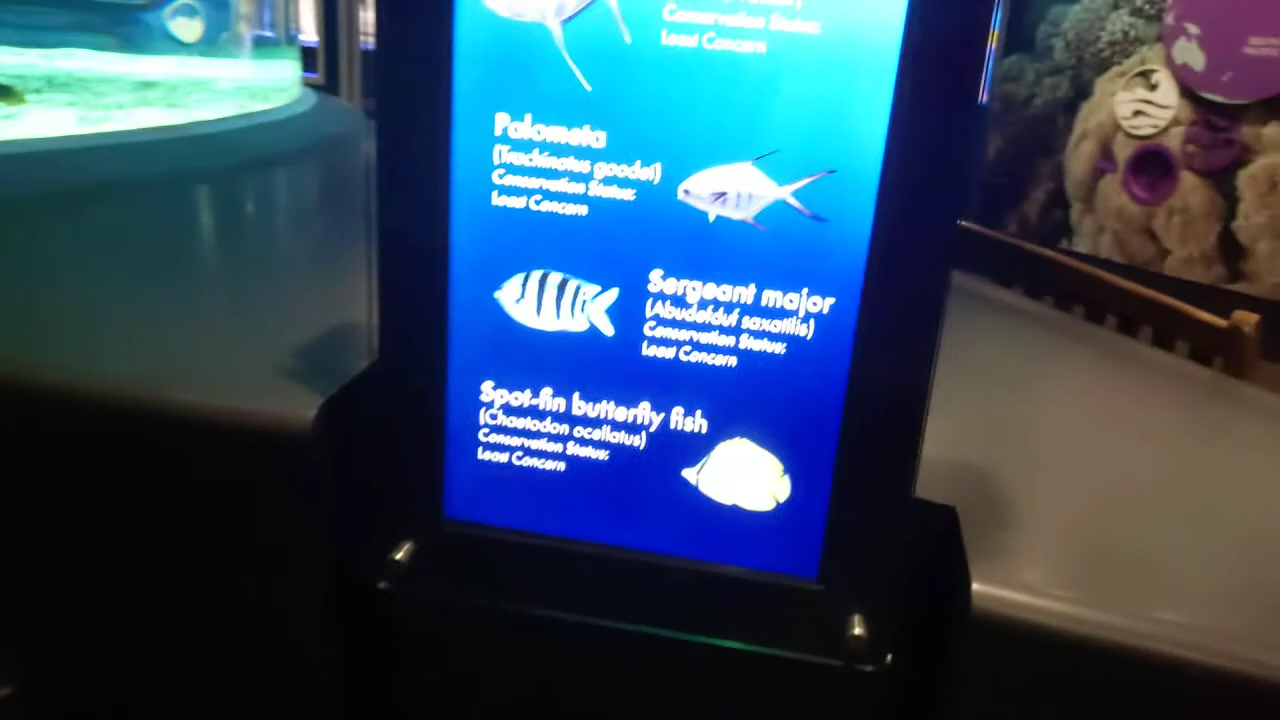 Conservation Status:
Least Concern
Palometa
(Trachinotus goodei)
Conservation Status:
Least Concern
Sergeant major
(Abudefduf saxatilis)
Conservation Status:
Least Concern
Spot-fin butterfly fish
(Chaetodon ocellatus)
Conservation Status:
Least Concern